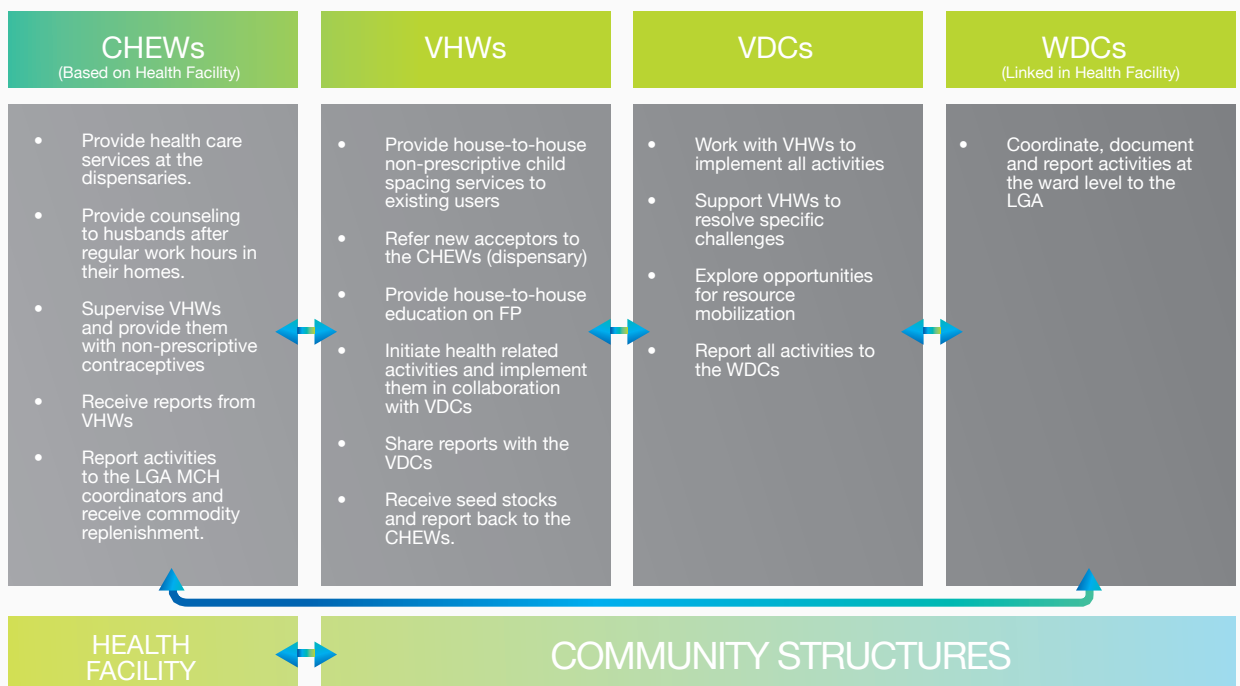 CHEWs
(Based on Health Facility)
• Provide health care
services at the
dispensaries.
• Provide counseling
to husbands after
regular work hours in
their homes.
• Supervise VHWs
and provide them
with non-prescriptive
contraceptives
• Receive reports from
VHWs
• Report activities
to the LGA MCH
coordinators and
receive commodity
replenishment.
VHWs
• Provide house-to-house
non-prescriptive child
spacing services to
existing users
• Refer new acceptors to
the CHEWs (dispensary)
• Provide house-to-house
education on FP
• Initiate health related
activities and implement
them in collaboration
with VDCs
• Share reports with the
VDCs
• Receive seed stocks
and report back to the
CHEWs.
VDCs
• Work with VHWs to
implement all activities
• Support VHWs to
resolve specific
challenges
• Explore opportunities
for resource
mobilization
• Report all activities to
the WDCs
WDCs
(Linked in Health Facility)
• Coordinate, document
and report activities at
the ward level to the
LGA
HEALTH
FACILITY
COMMUNITY STRUCTURES